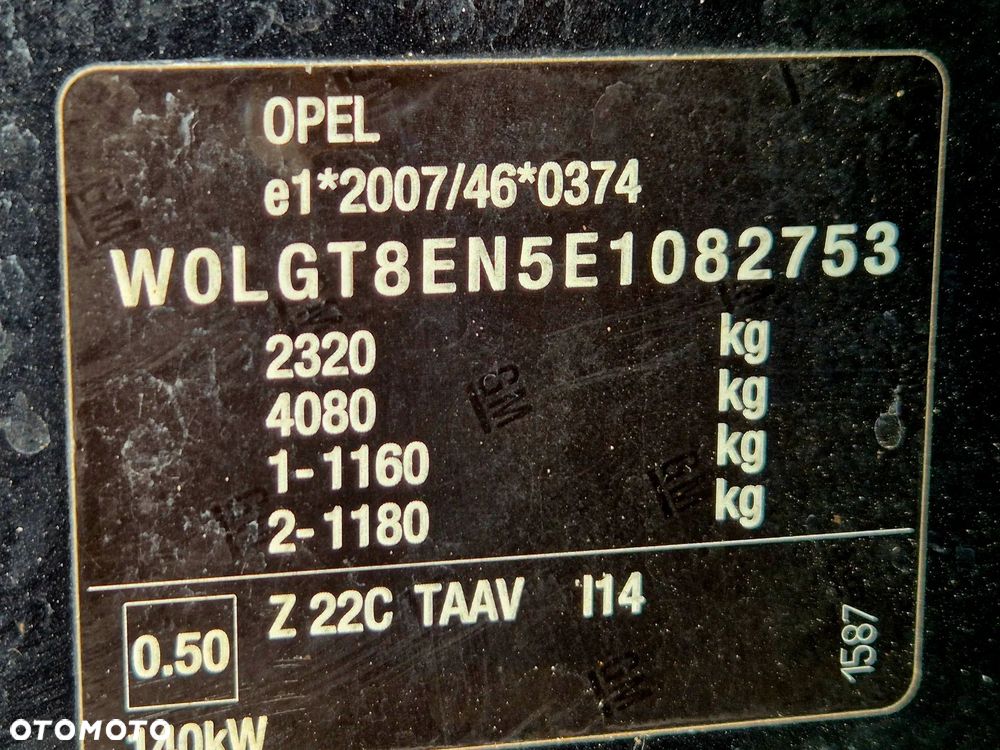 OPEL
e1*2007/46*0374
W0LGT8EN5E1082753
2320 kg
4080 kg
1-1160 kg
2-1180 kg
0.50 Z 22C TAAV I14
1587
140kW
OTOMOTO